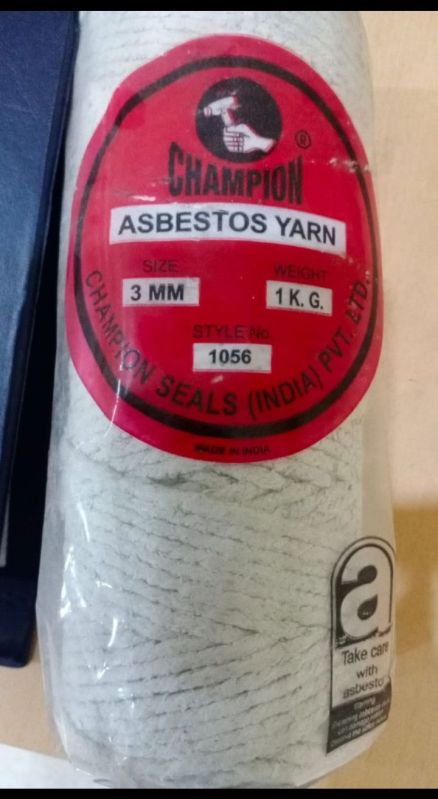 ®
CHAMPION
ASBESTOS YARN
SIZE WEIGHT
3 MM 1 K. G.
STYLE No
1056
CHAMPION SEALS (INDIA) PVT. LTD.
MADE IN INDIA
a
Take care
with
asbestos